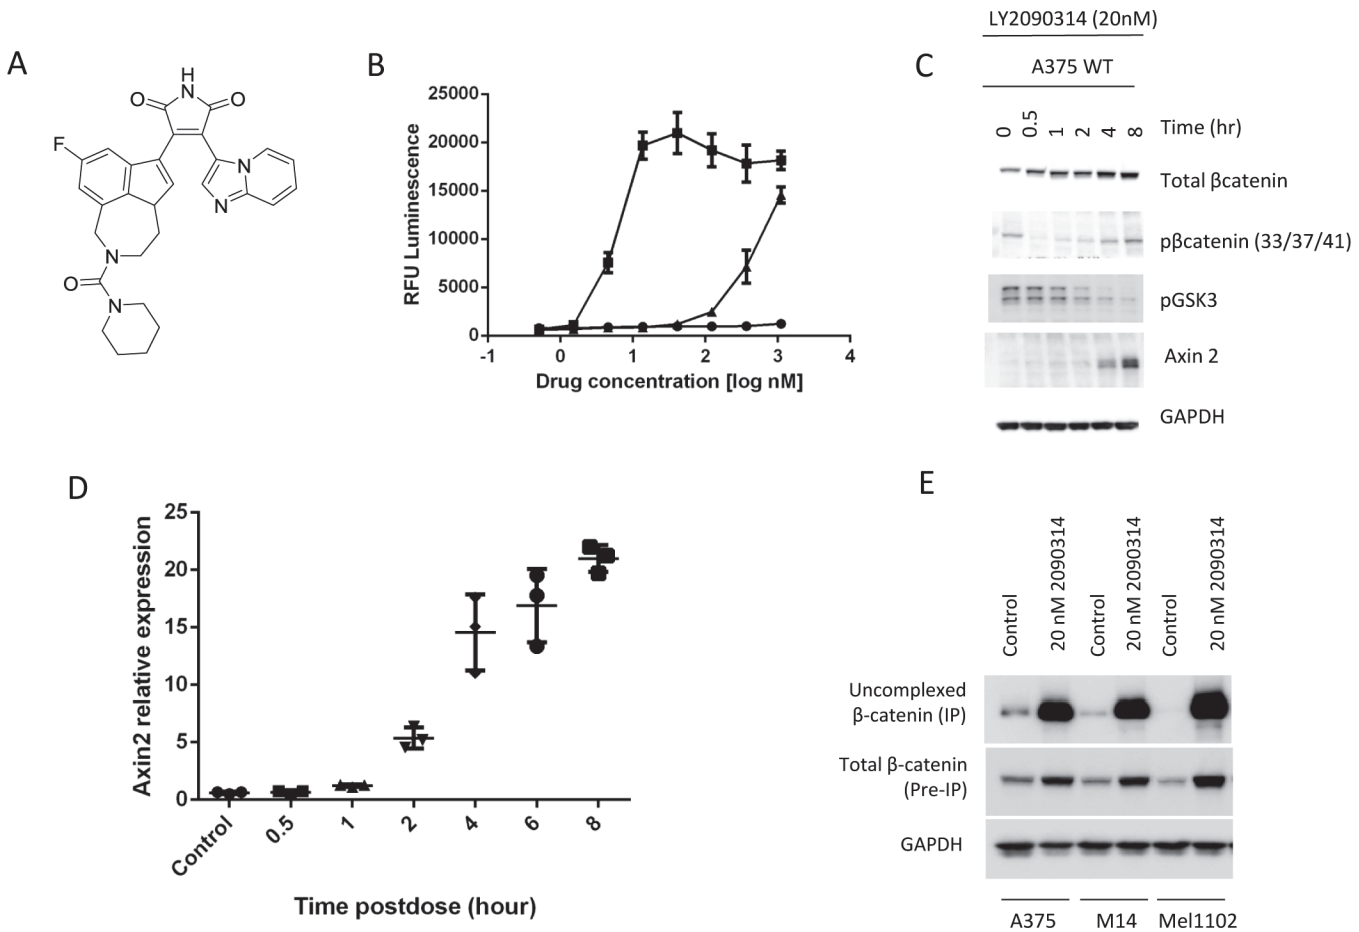 LY2090314 (20nM)
A
B
C
A375 WT
H
N
O
O
F
N
N
N
O
N
25000
20000
15000
10000
5000
0
RFU Luminescence
-1
0
1
2
3
4
Drug concentration [log nM]
0
0.5
1
2
4
8
Time (hr)
Total βcatenin
pβcatenin (33/37/41)
pGSK3
Axin 2
GAPDH
D
25
20
15
10
5
0
Axin2 relative expression
Control
0.5
1
2
4
6
8
Time postdose (hour)
E
Control
20 nM 2090314
Control
20 nM 2090314
Control
20 nM 2090314
Uncomplexed
β-catenin (IP)
Total β-catenin
(Pre-IP)
GAPDH
A375
M14
Mel1102